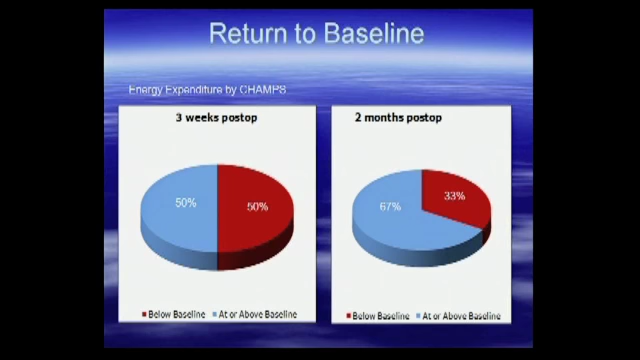 Return to Baseline
Energy Expenditure by CHAMPS
3 weeks postop
50%
50%
Below Baseline
At or Above Baseline
2 months postop
67%
33%
Below Baseline
At or Above Baseline